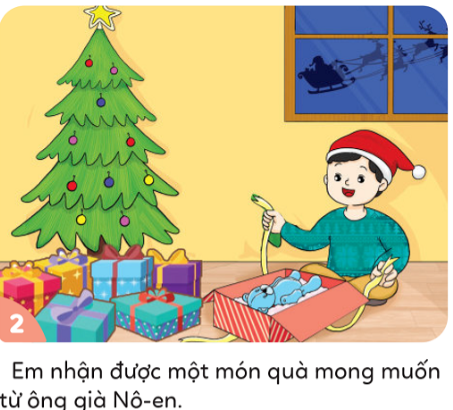 2
Em nhận được một món quà mong muốn
từ ông già Nô-en.